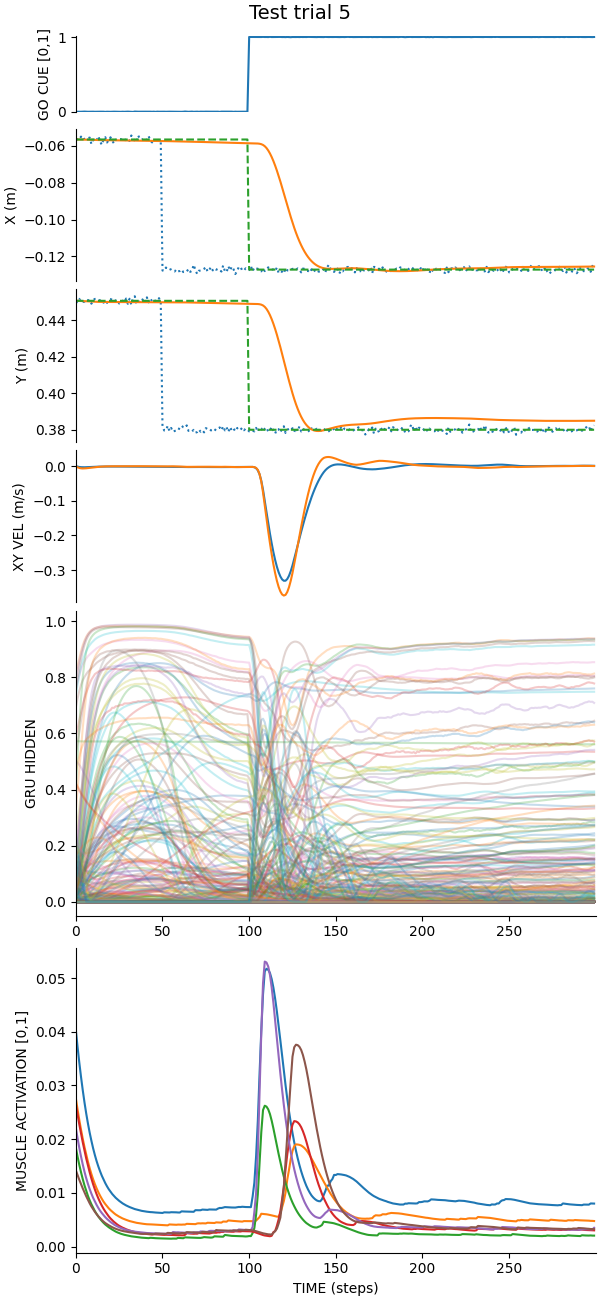 Test trial 5
GO CUE [0,1]
1
0
X (m)
−0.06
−0.08
−0.10
−0.12
Y (m)
0.44
0.42
0.40
0.38
XY VEL (m/s)
0.0
−0.1
−0.2
−0.3
GRU HIDDEN
1.0
0.8
0.6
0.4
0.2
0.0
0 50 100 150 200 250
MUSCLE ACTIVATION [0,1]
0.05
0.04
0.03
0.02
0.01
0.00
0 50 100 150 200 250
TIME (steps)